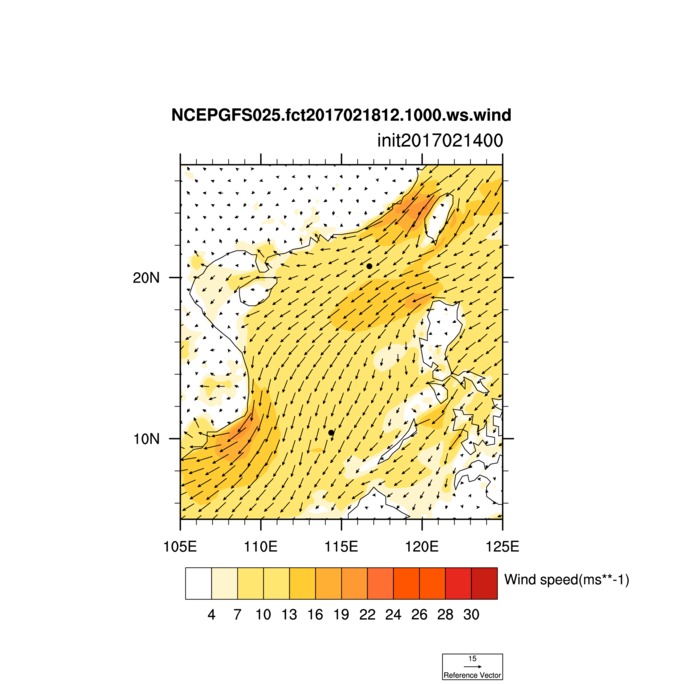 NCEPGFS025.fct2017021812.1000.ws.wind
init2017021400
20N
10N
105E 110E 115E 120E 125E
4 7 10 13 16 19 22 24 26 28 30
Wind speed(ms**-1)
15
Reference Vector